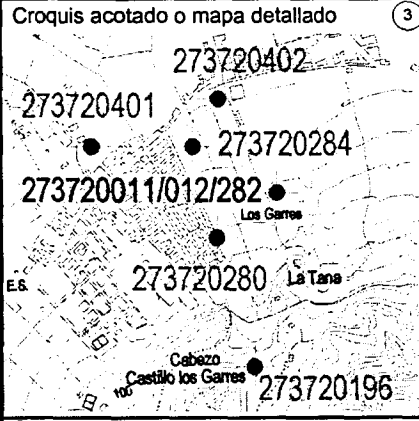 Croquis acotado o mapa detallado 3
273720402
273720401
273720284
273720011/012/282
Los Garres
273720280
E.S.
La Tana
Cabezo
Castillo los Garres
100
273720196